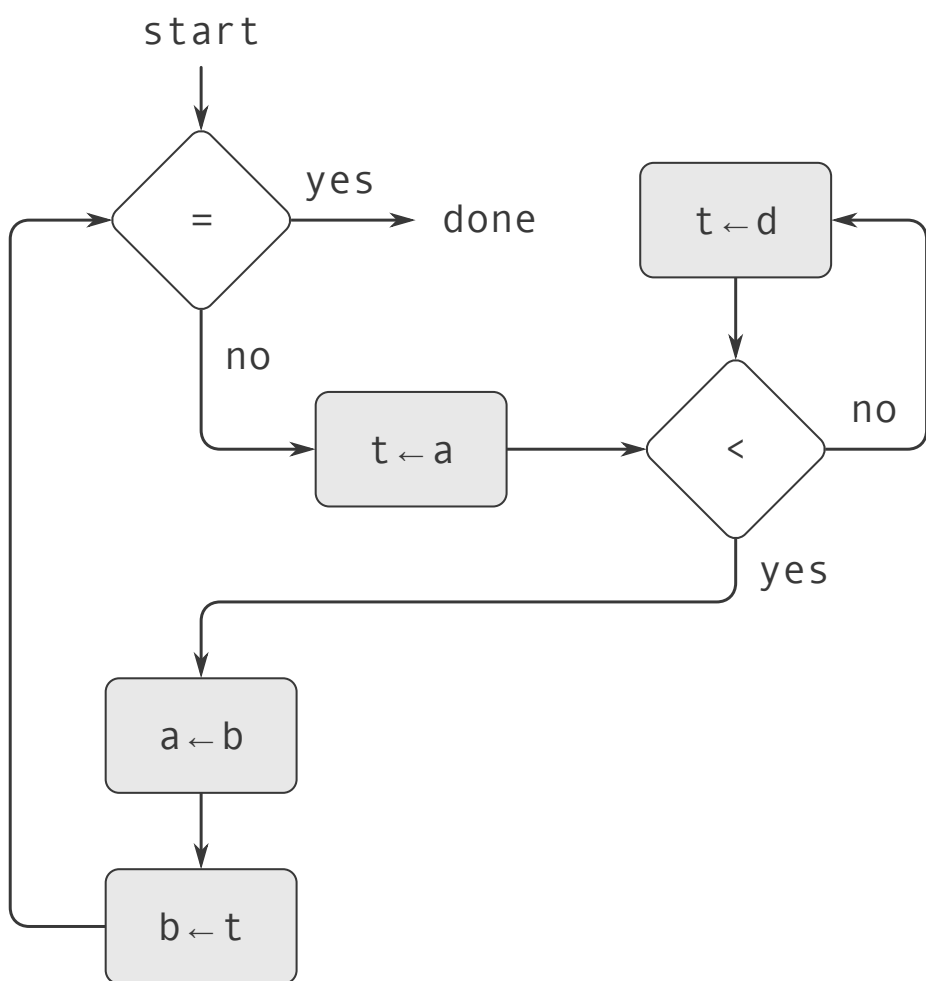 start
=
yes
done
no
t←a
t←d
<
no
yes
a←b
b←t